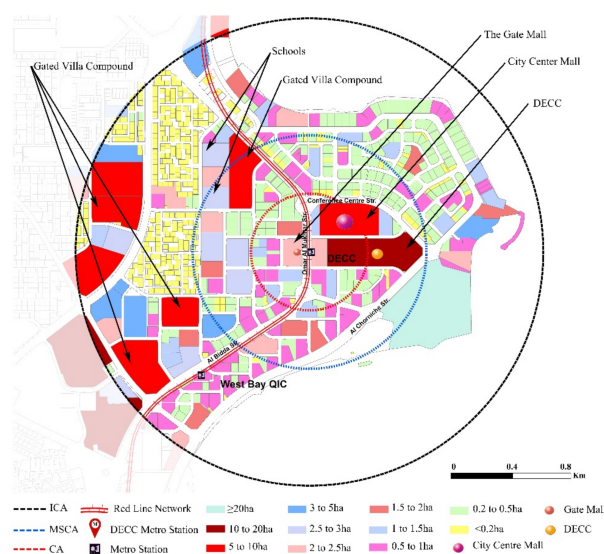 The Gate Mall
Schools
City Center Mall
Gated Villa Compound
Gated Villa Compound
DECC
Conference Centre Str.
Omar Al Mukhtar Str.
DECC
Al Chorniche Str.
Al Bidda Str.
M
West Bay QIC
0 0.4 0.8
Km
ICA Red Line Network ≥20ha 3 to 5ha 1.5 to 2ha 0.2 to 0.5ha Gate Mal
MSCA M DECC Metro Station 10 to 20ha 2.5 to 3ha 1 to 1.5ha <0.2ha DECC
CA M Metro Station 5 to 10ha 2 to 2.5ha 0.5 to 1ha City Centre Mall